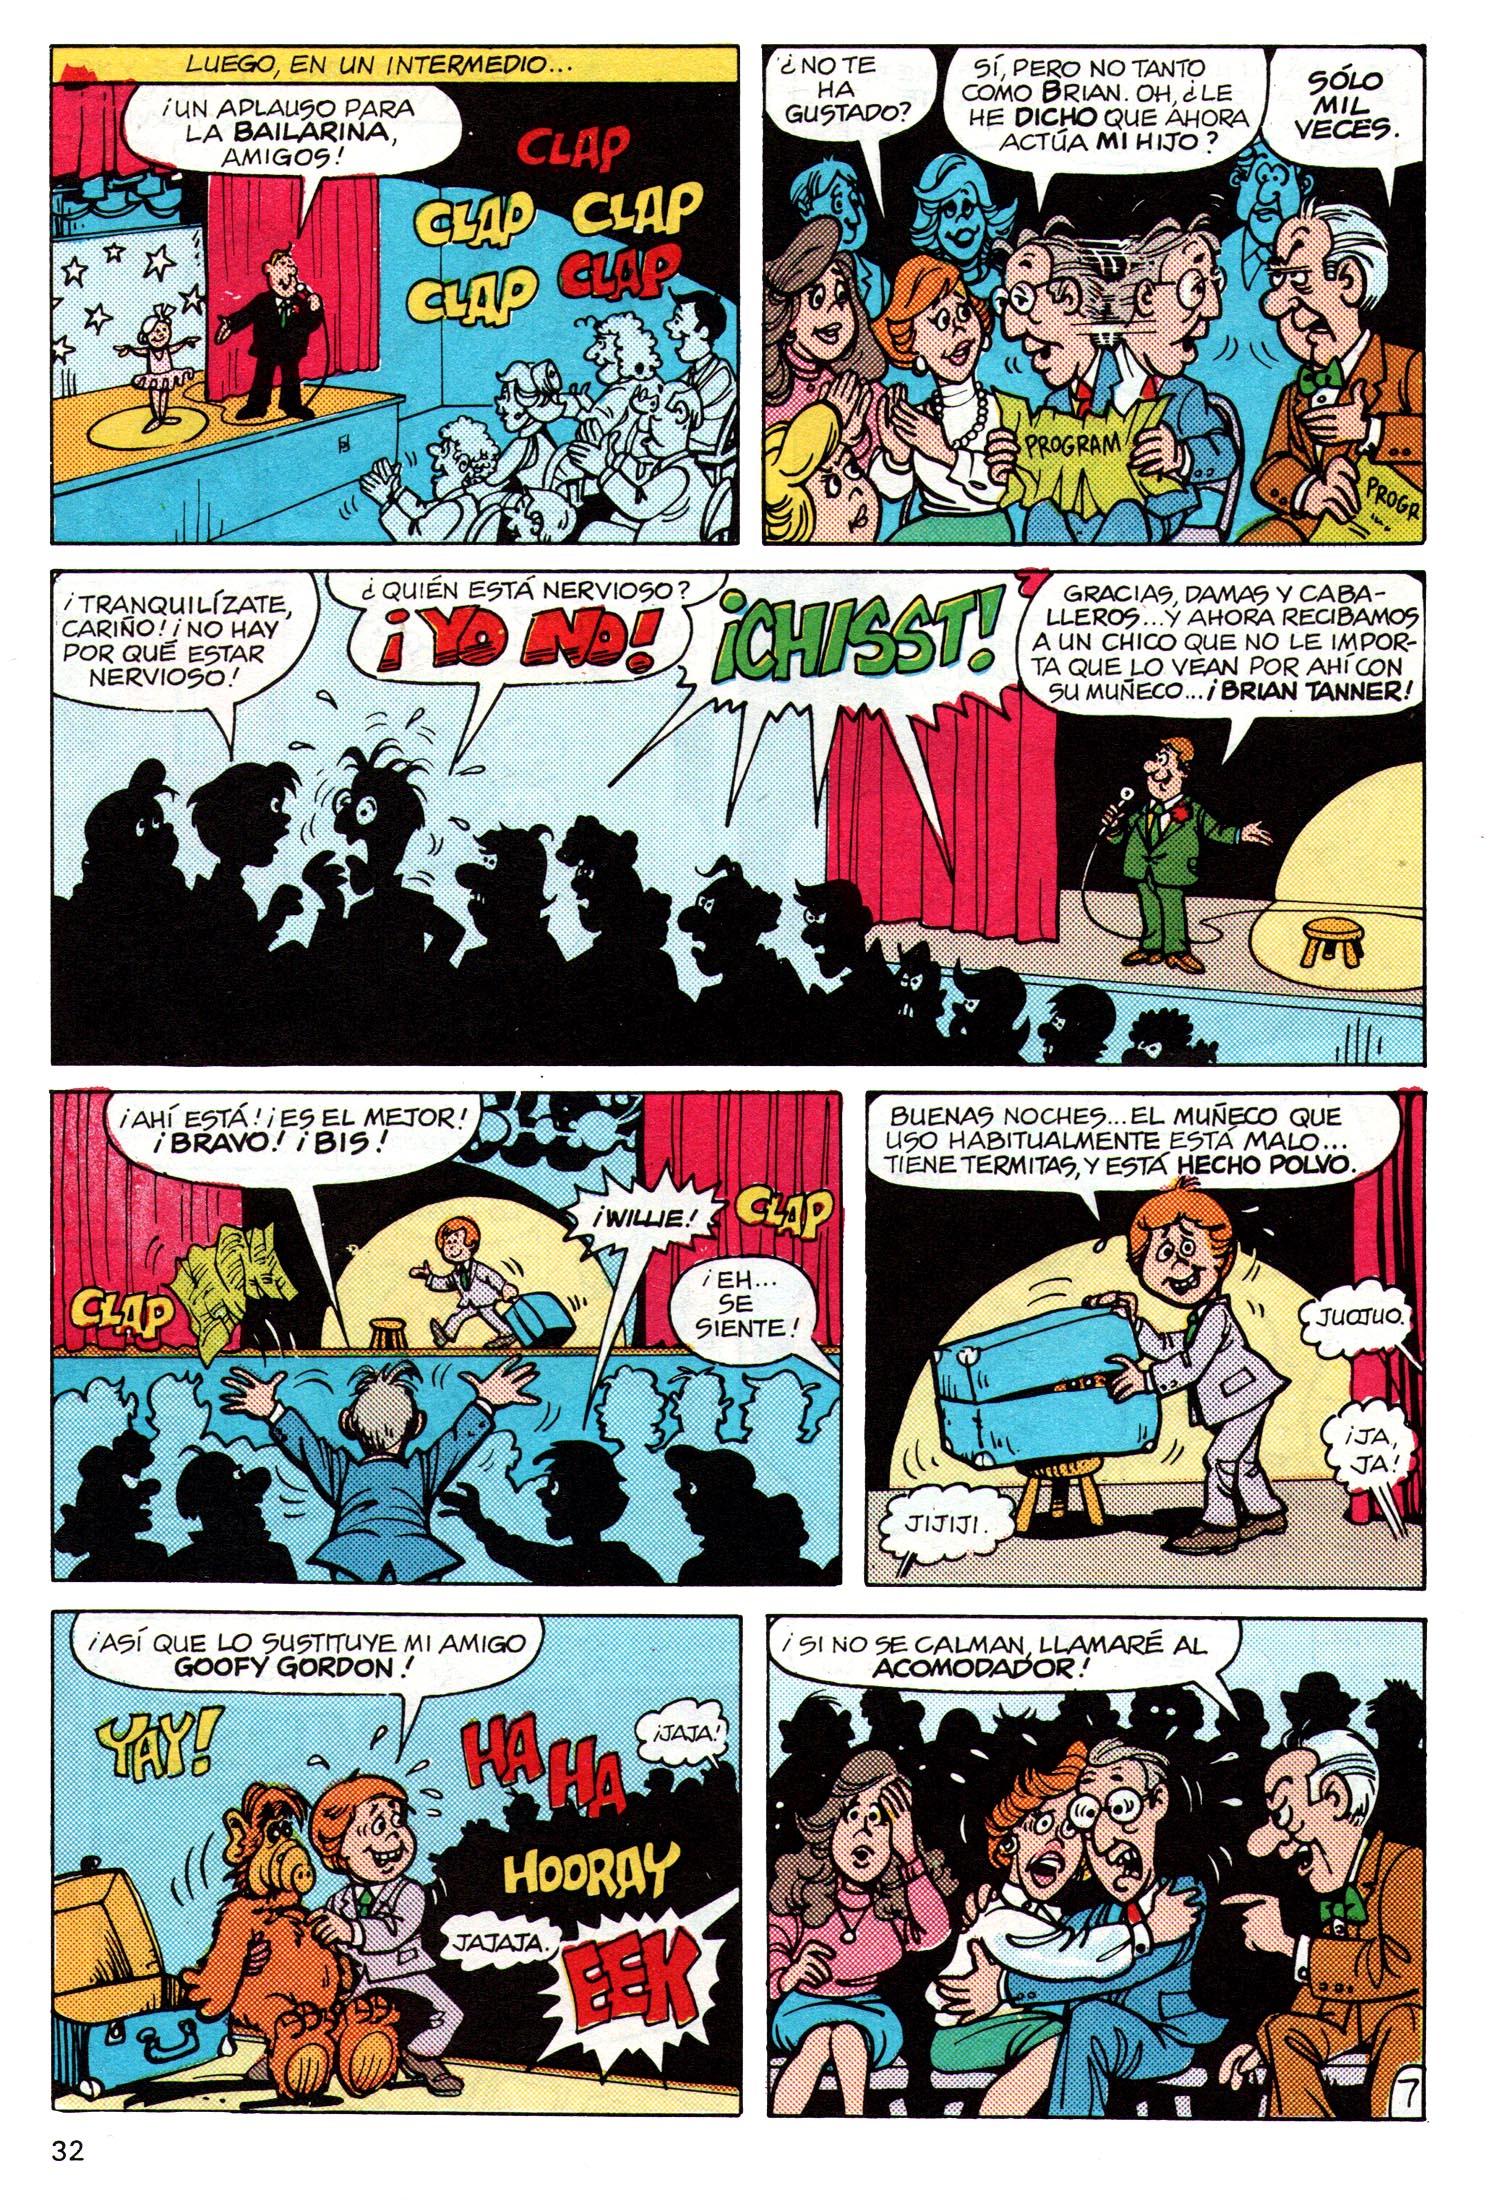 LUEGO, EN UN INTERMEDIO...
¡UN APLAUSO PARA
LA BAILARINA,
AMIGOS!
CLAP
CLAP
CLAP
CLAP
CLAP
¿NO TE
HA
GUSTADO?
SÍ, PERO NO TANTO
COMO BRIAN. OH, ¿LE
HE DICHO QUE AHORA
ACTÚA MI HIJO?
SÓLO
MIL
VECES.
PROGRAM
PROGR
¡TRANQUILÍZATE,
CARIÑO! ¡NO HAY
POR QUÉ ESTAR
NERVIOSO!
¿QUIÉN ESTÁ NERVIOSO?
¡YO NO!
¡CHISST!
GRACIAS, DAMAS Y CABA-
LLEROS... Y AHORA RECIBAMOS
A UN CHICO QUE NO LE IMPOR-
TA QUE LO VEAN POR AHÍ CON
SU MUÑECO... ¡BRIAN TANNER!
¡AHÍ ESTÁ! ¡ES EL MEJOR!
¡BRAVO! ¡BIS!
¡WILLIE!
CLAP
CLAP
¡EH...
SE
SIENTE!
BUENAS NOCHES... EL MUÑECO QUE
USO HABITUALMENTE ESTÁ MALO...
TIENE TERMITAS, Y ESTÁ HECHO POLVO.
JUOJUO.
¡JA,
JA!
JIJIJI.
¡ASÍ QUE LO SUSTITUYE MI AMIGO
GOOFY GORDON!
YAY!
HA
HA
¡JAJA!
HOORAY
JAJAJA.
EEK
¡SI NO SE CALMAN, LLAMARÉ AL
ACOMODADOR!
7
32